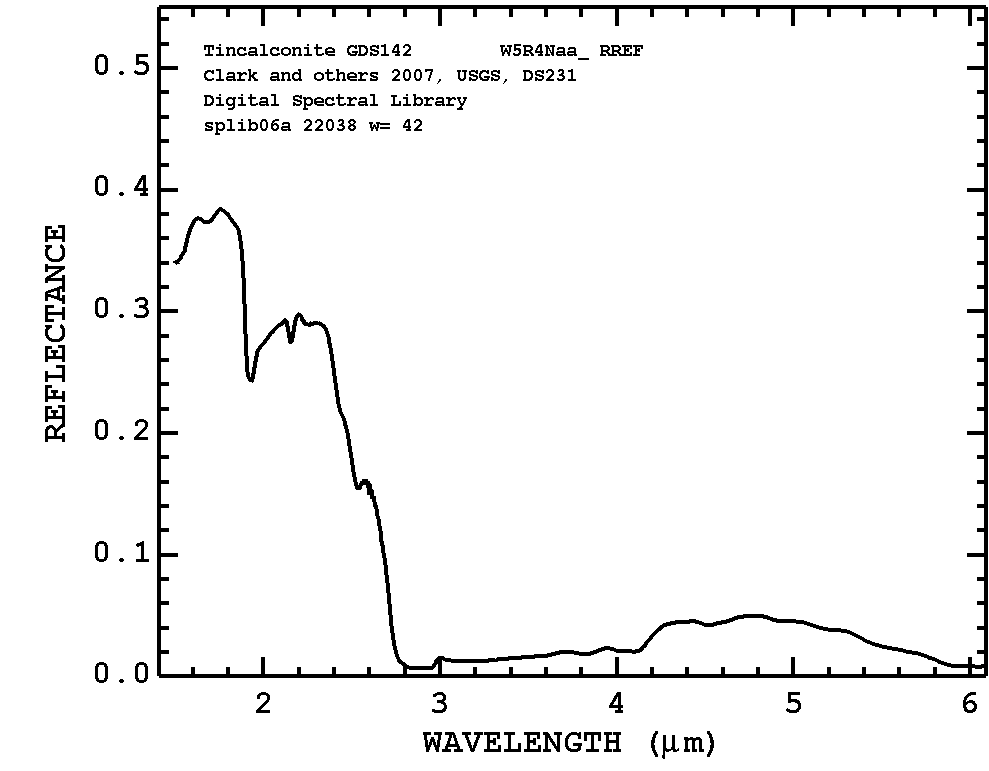 Tincalconite GDS142 W5R4Naa_ RREF
Clark and others 2007, USGS, DS231
Digital Spectral Library
splib06a 22038 w= 42
0.5
0.4
0.3
0.2
0.1
0.0
REFLECTANCE
2 3 4 5 6
WAVELENGTH (μm)